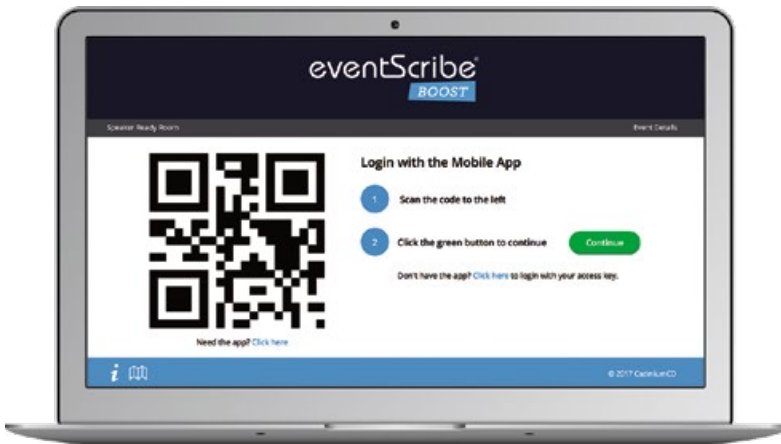 eventScribe®
BOOST
Speaker Ready Room
Event Details
Login with the Mobile App
1 Scan the code to the left
2 Click the green button to continue Continue
Don't have the app? Click here to login with your access key.
Need the app? Click here
i
© 2017 CadmiumCD